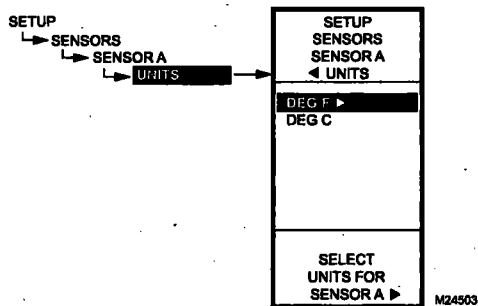 SETUP
SENSORS
SENSOR A
UNITS
SETUP
SENSORS
SENSOR A
◄ UNITS
DEG F ►
DEG C
SELECT
UNITS FOR
SENSOR A ►
M24503